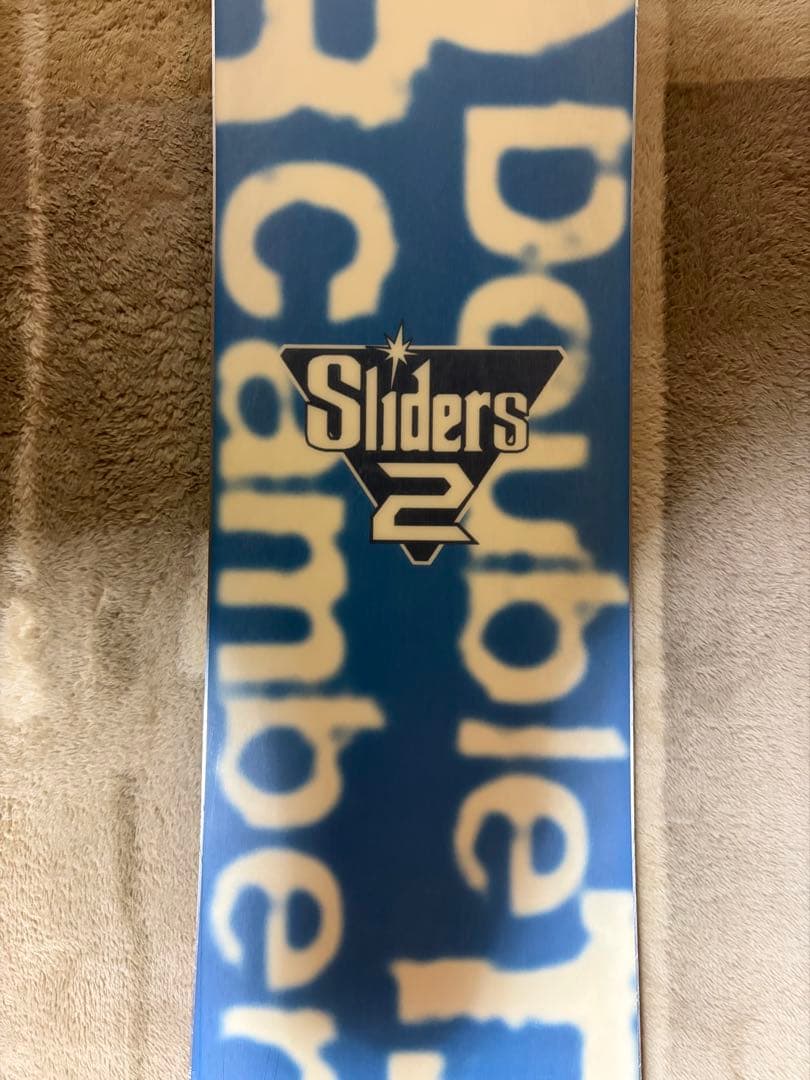 Double T
camber
Sliders
2